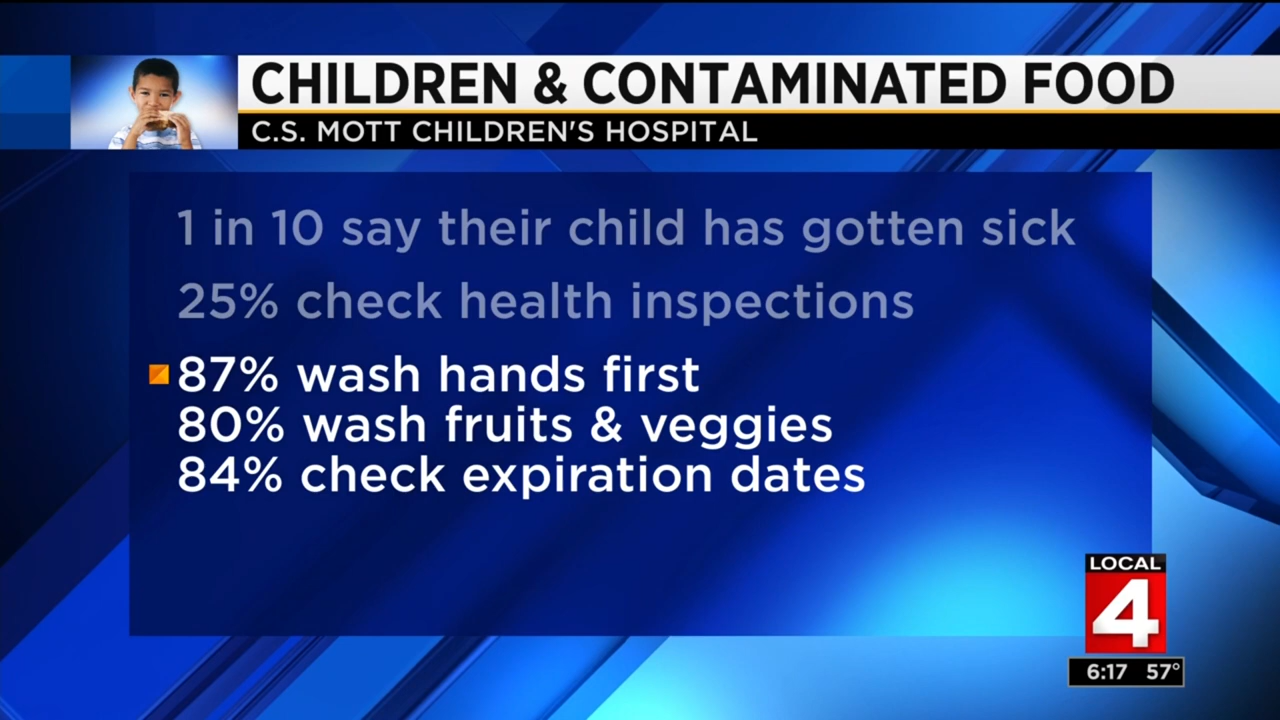 CHILDREN & CONTAMINATED FOOD
C.S. MOTT CHILDREN'S HOSPITAL
1 in 10 say their child has gotten sick
25% check health inspections
87% wash hands first
80% wash fruits & veggies
84% check expiration dates
LOCAL
4
6:17 57°